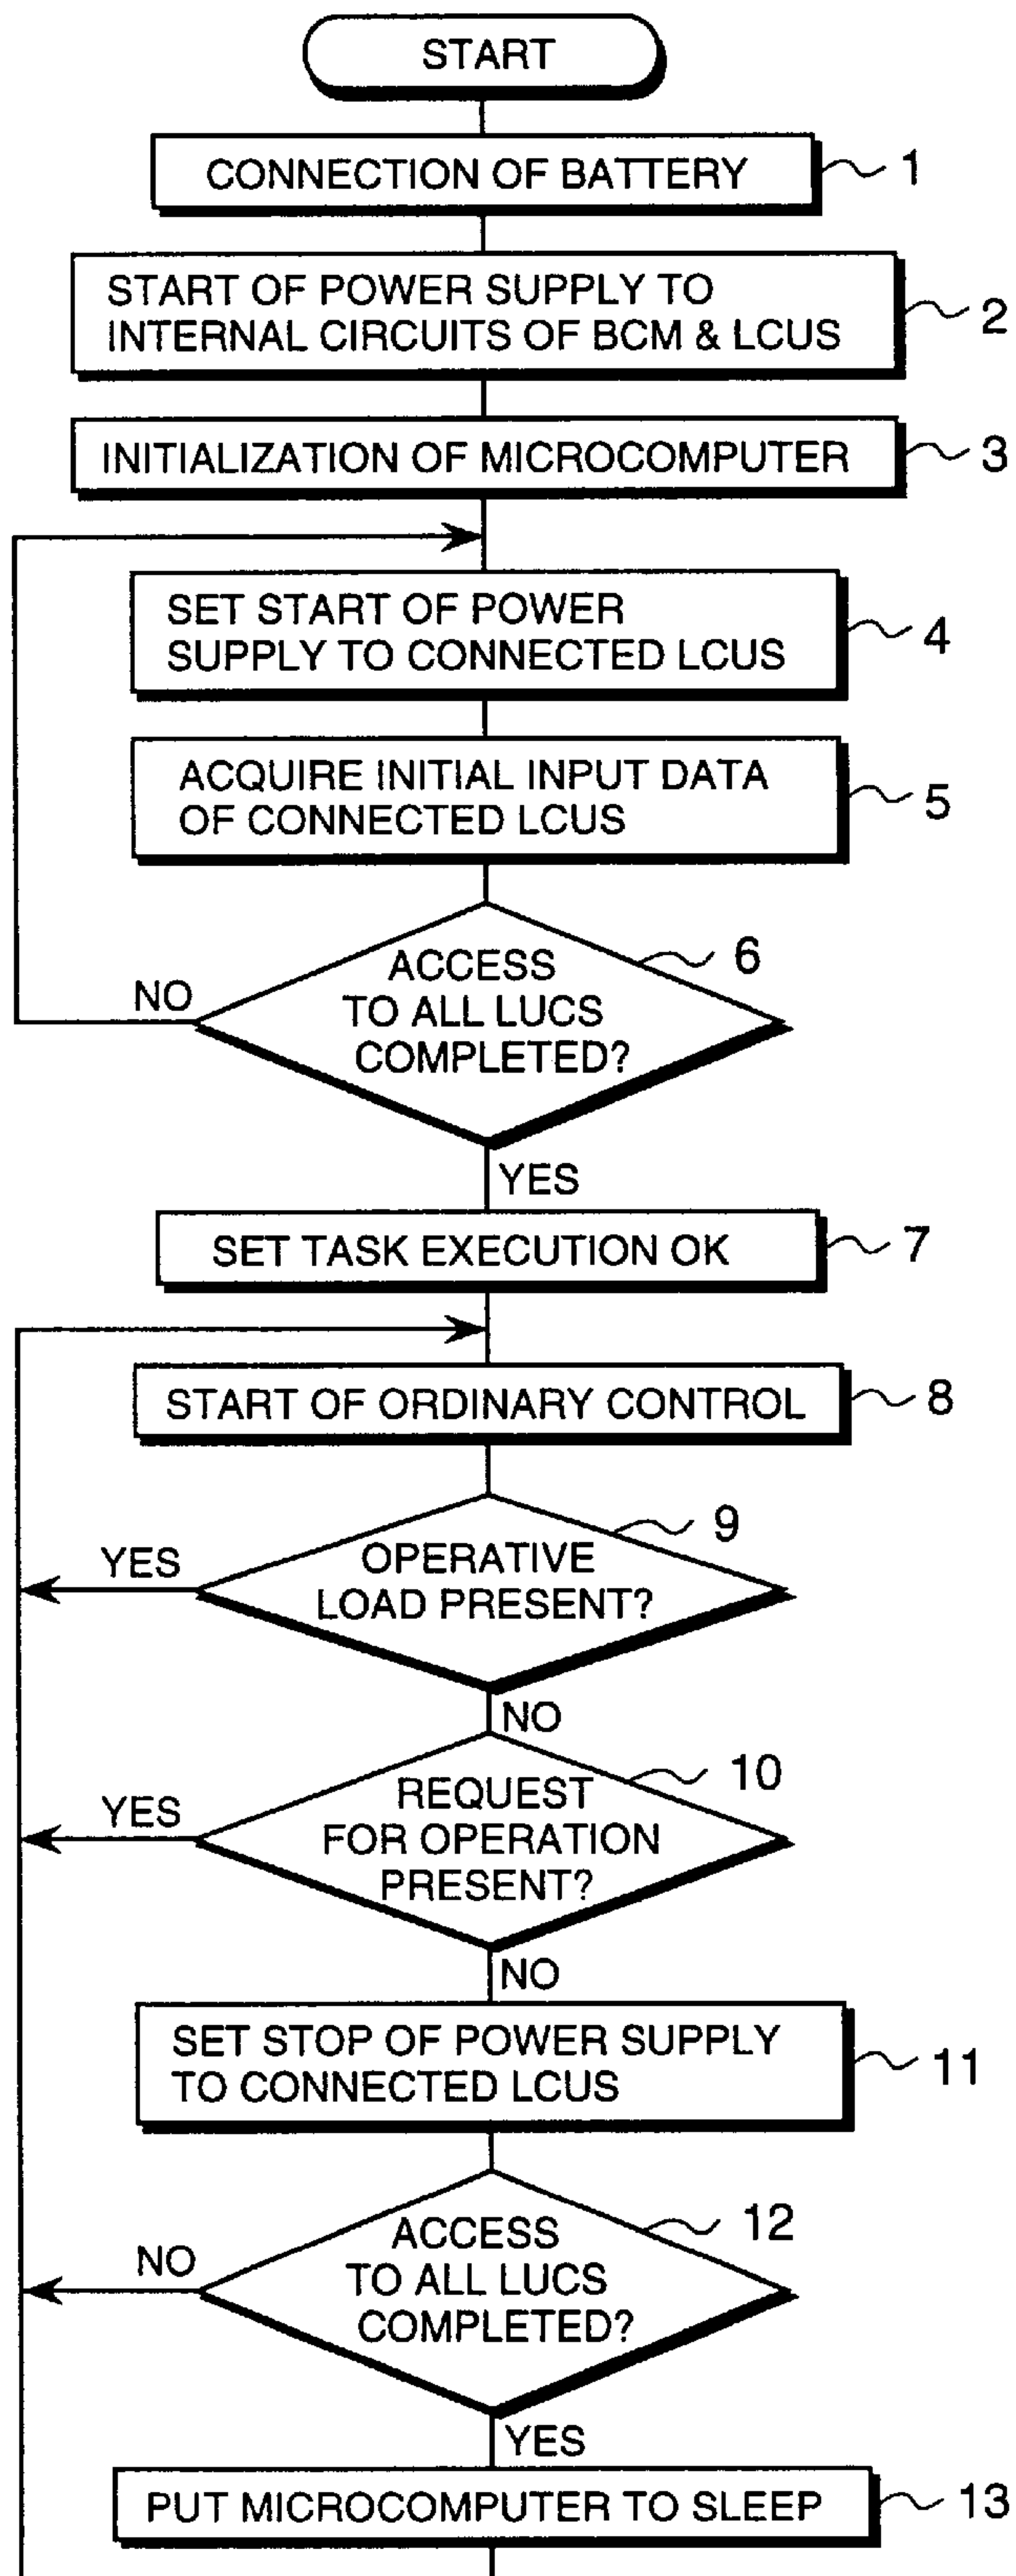 START
CONNECTION OF BATTERY
1
START OF POWER SUPPLY TO
INTERNAL CIRCUITS OF BCM & LCUS
2
INITIALIZATION OF MICROCOMPUTER
3
SET START OF POWER
SUPPLY TO CONNECTED LCUS
4
ACQUIRE INITIAL INPUT DATA
OF CONNECTED LCUS
5
ACCESS
TO ALL LUCS
COMPLETED?
6
NO
YES
SET TASK EXECUTION OK
7
START OF ORDINARY CONTROL
8
OPERATIVE
LOAD PRESENT?
9
YES
NO
REQUEST
FOR OPERATION
PRESENT?
10
YES
NO
SET STOP OF POWER SUPPLY
TO CONNECTED LCUS
11
ACCESS
TO ALL LUCS
COMPLETED?
12
NO
YES
PUT MICROCOMPUTER TO SLEEP
13